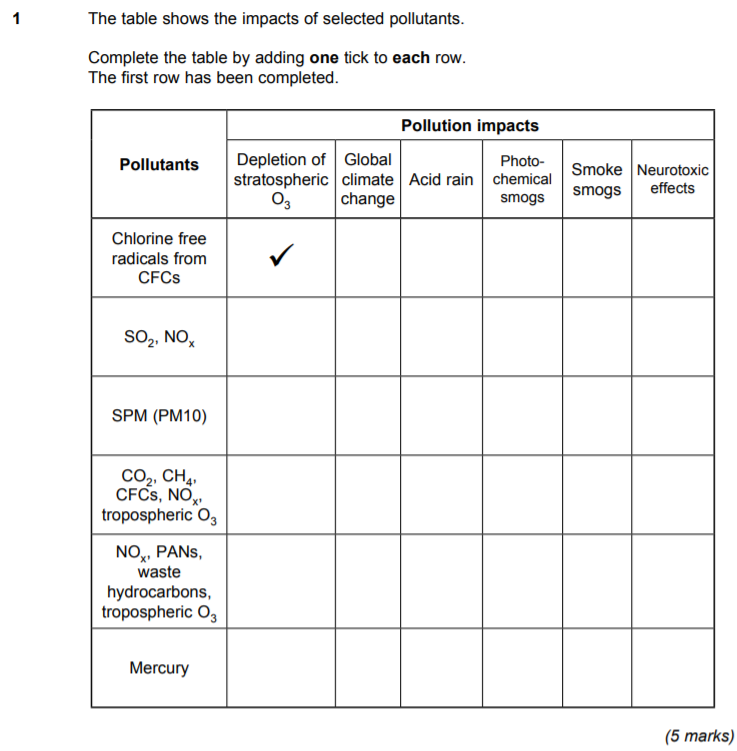 1 The table shows the impacts of selected pollutants.
Complete the table by adding one tick to each row.
The first row has been completed.
Pollutants
Pollution impacts
Depletion of
stratospheric
O₃
Global
climate
change
Acid rain
Photo-
chemical
smogs
Smoke
smogs
Neurotoxic
effects
Chlorine free
radicals from
CFCs
✓
SO₂, NOₓ
SPM (PM10)
CO₂, CH₄,
CFCs, NOₓ,
tropospheric O₃
NOₓ, PANs,
waste
hydrocarbons,
tropospheric O₃
Mercury
(5 marks)